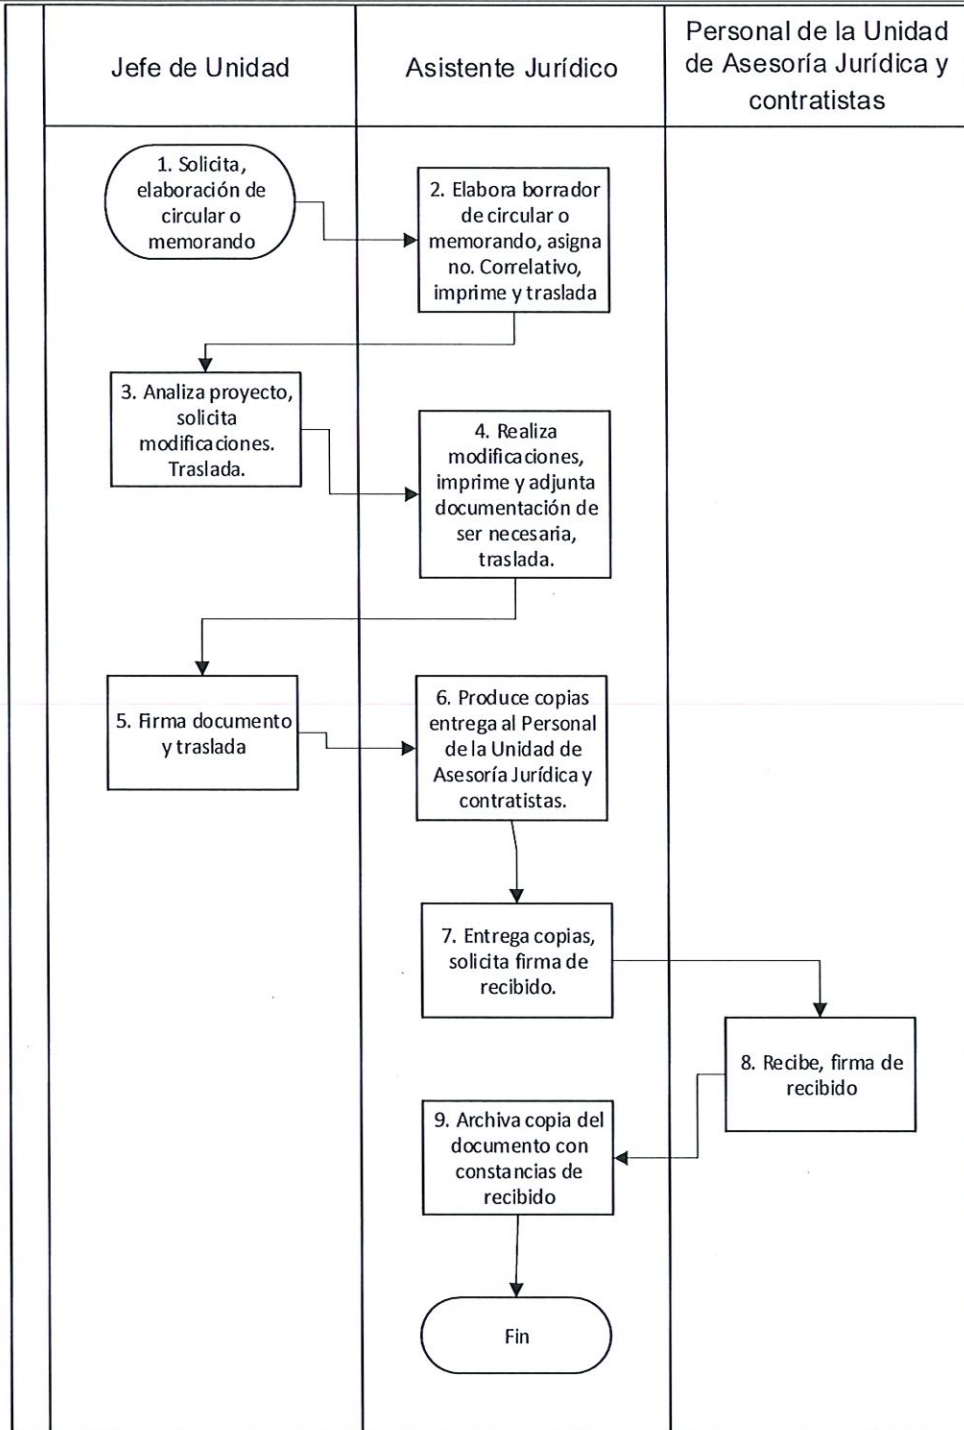 Jefe de Unidad
Asistente Jurídico
Personal de la Unidad
de Asesoría Jurídica y
contratistas
1. Solicita,
elaboración de
circular o
memorando
2. Elabora borrador
de circular o
memorando, asigna
no. Correlativo,
imprime y traslada
3. Analiza proyecto,
solicita
modificaciones.
Traslada.
4. Realiza
modificaciones,
imprime y adjunta
documentación de
ser necesaria,
traslada.
5. Firma documento
y traslada
6. Produce copias
entrega al Personal
de la Unidad de
Asesoría Jurídica y
contratistas.
7. Entrega copias,
solicita firma de
recibido.
8. Recibe, firma de
recibido
9. Archiva copia del
documento con
constancias de
recibido
Fin